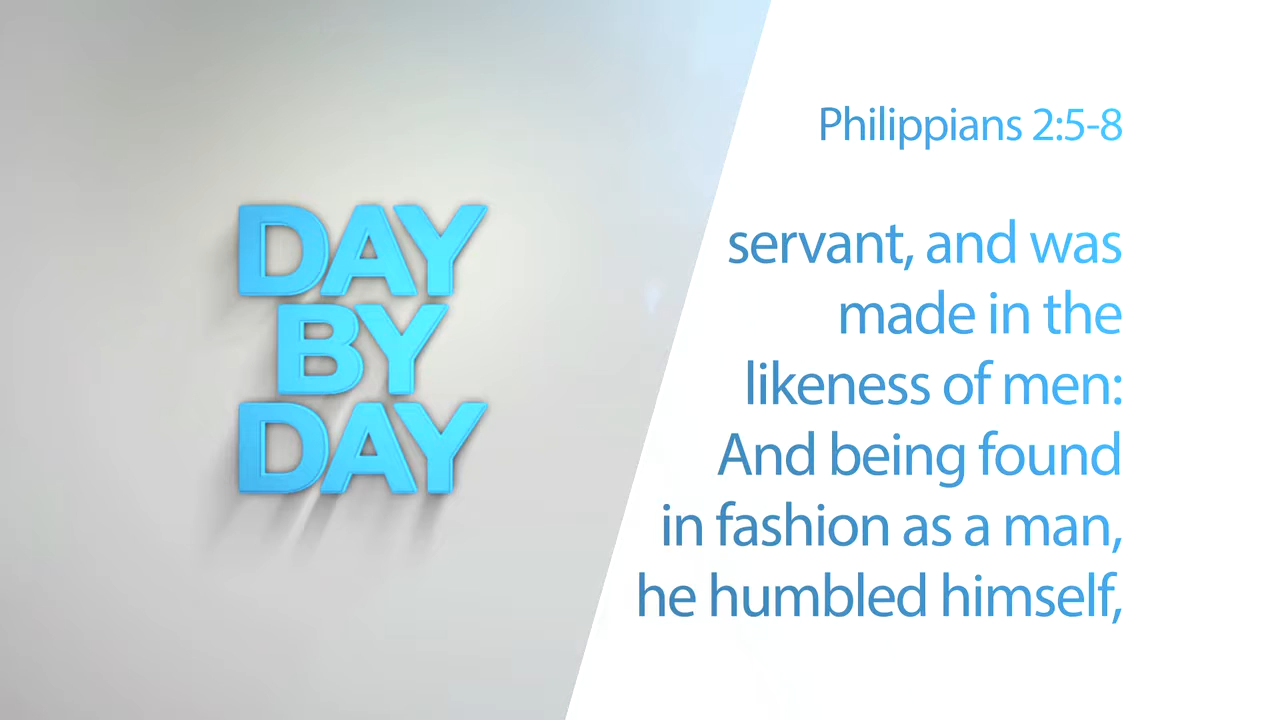 DAY
BY
DAY
Philippians 2:5-8
servant, and was
made in the
likeness of men:
And being found
in fashion as a man,
he humbled himself,